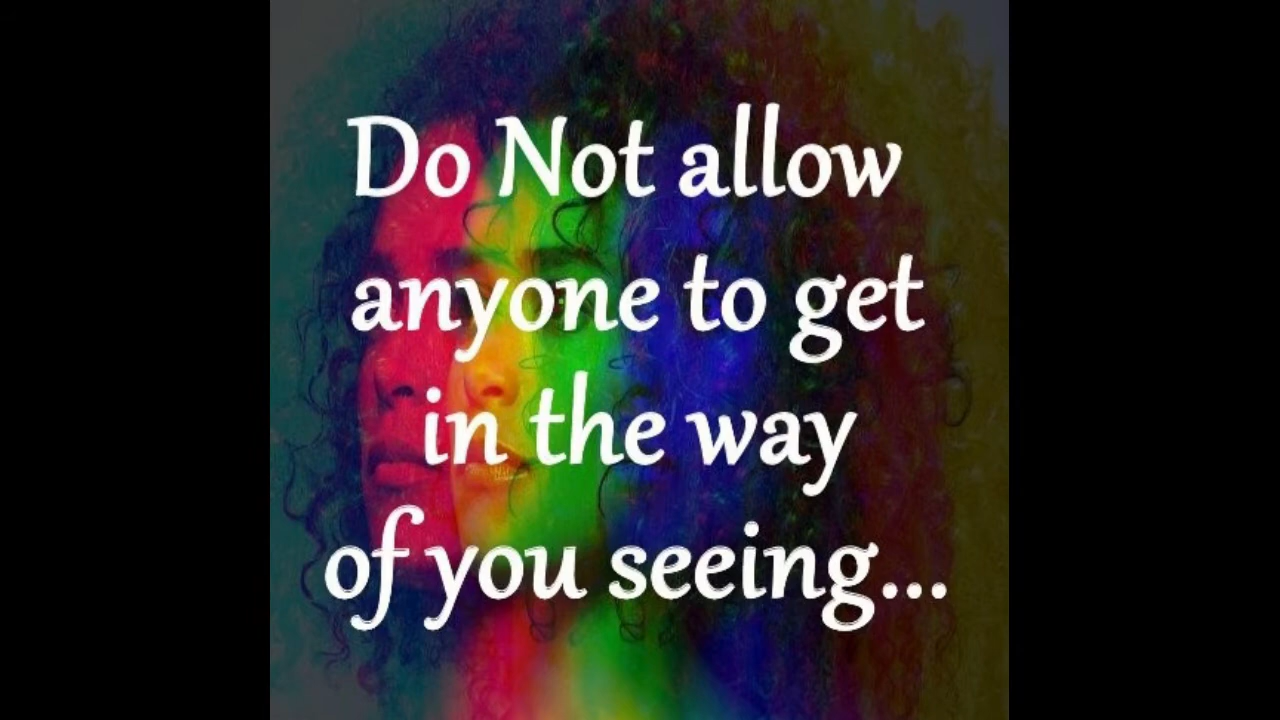 Do Not allow
anyone to get
in the way
of you seeing...